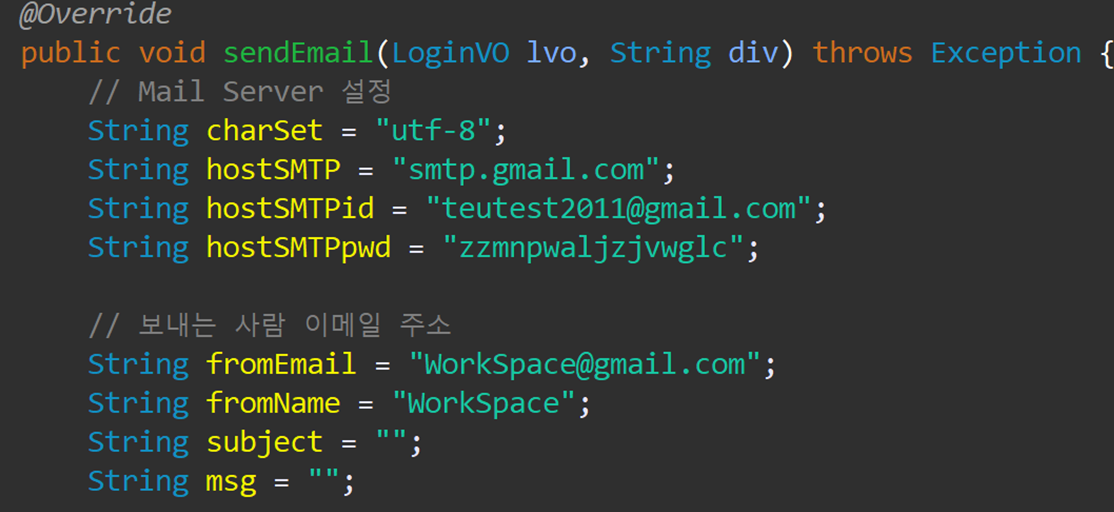 @Override
public void sendEmail(LoginVO lvo, String div) throws Exception {
// Mail Server 설정
String charSet = "utf-8";
String hostSMTP = "smtp.gmail.com";
String hostSMTPid = "teutest2011@gmail.com";
String hostSMTPpwd = "zzmnpwaljzjvwglc";
// 보내는 사람 이메일 주소
String fromEmail = "WorkSpace@gmail.com";
String fromName = "WorkSpace";
String subject = "";
String msg = "";